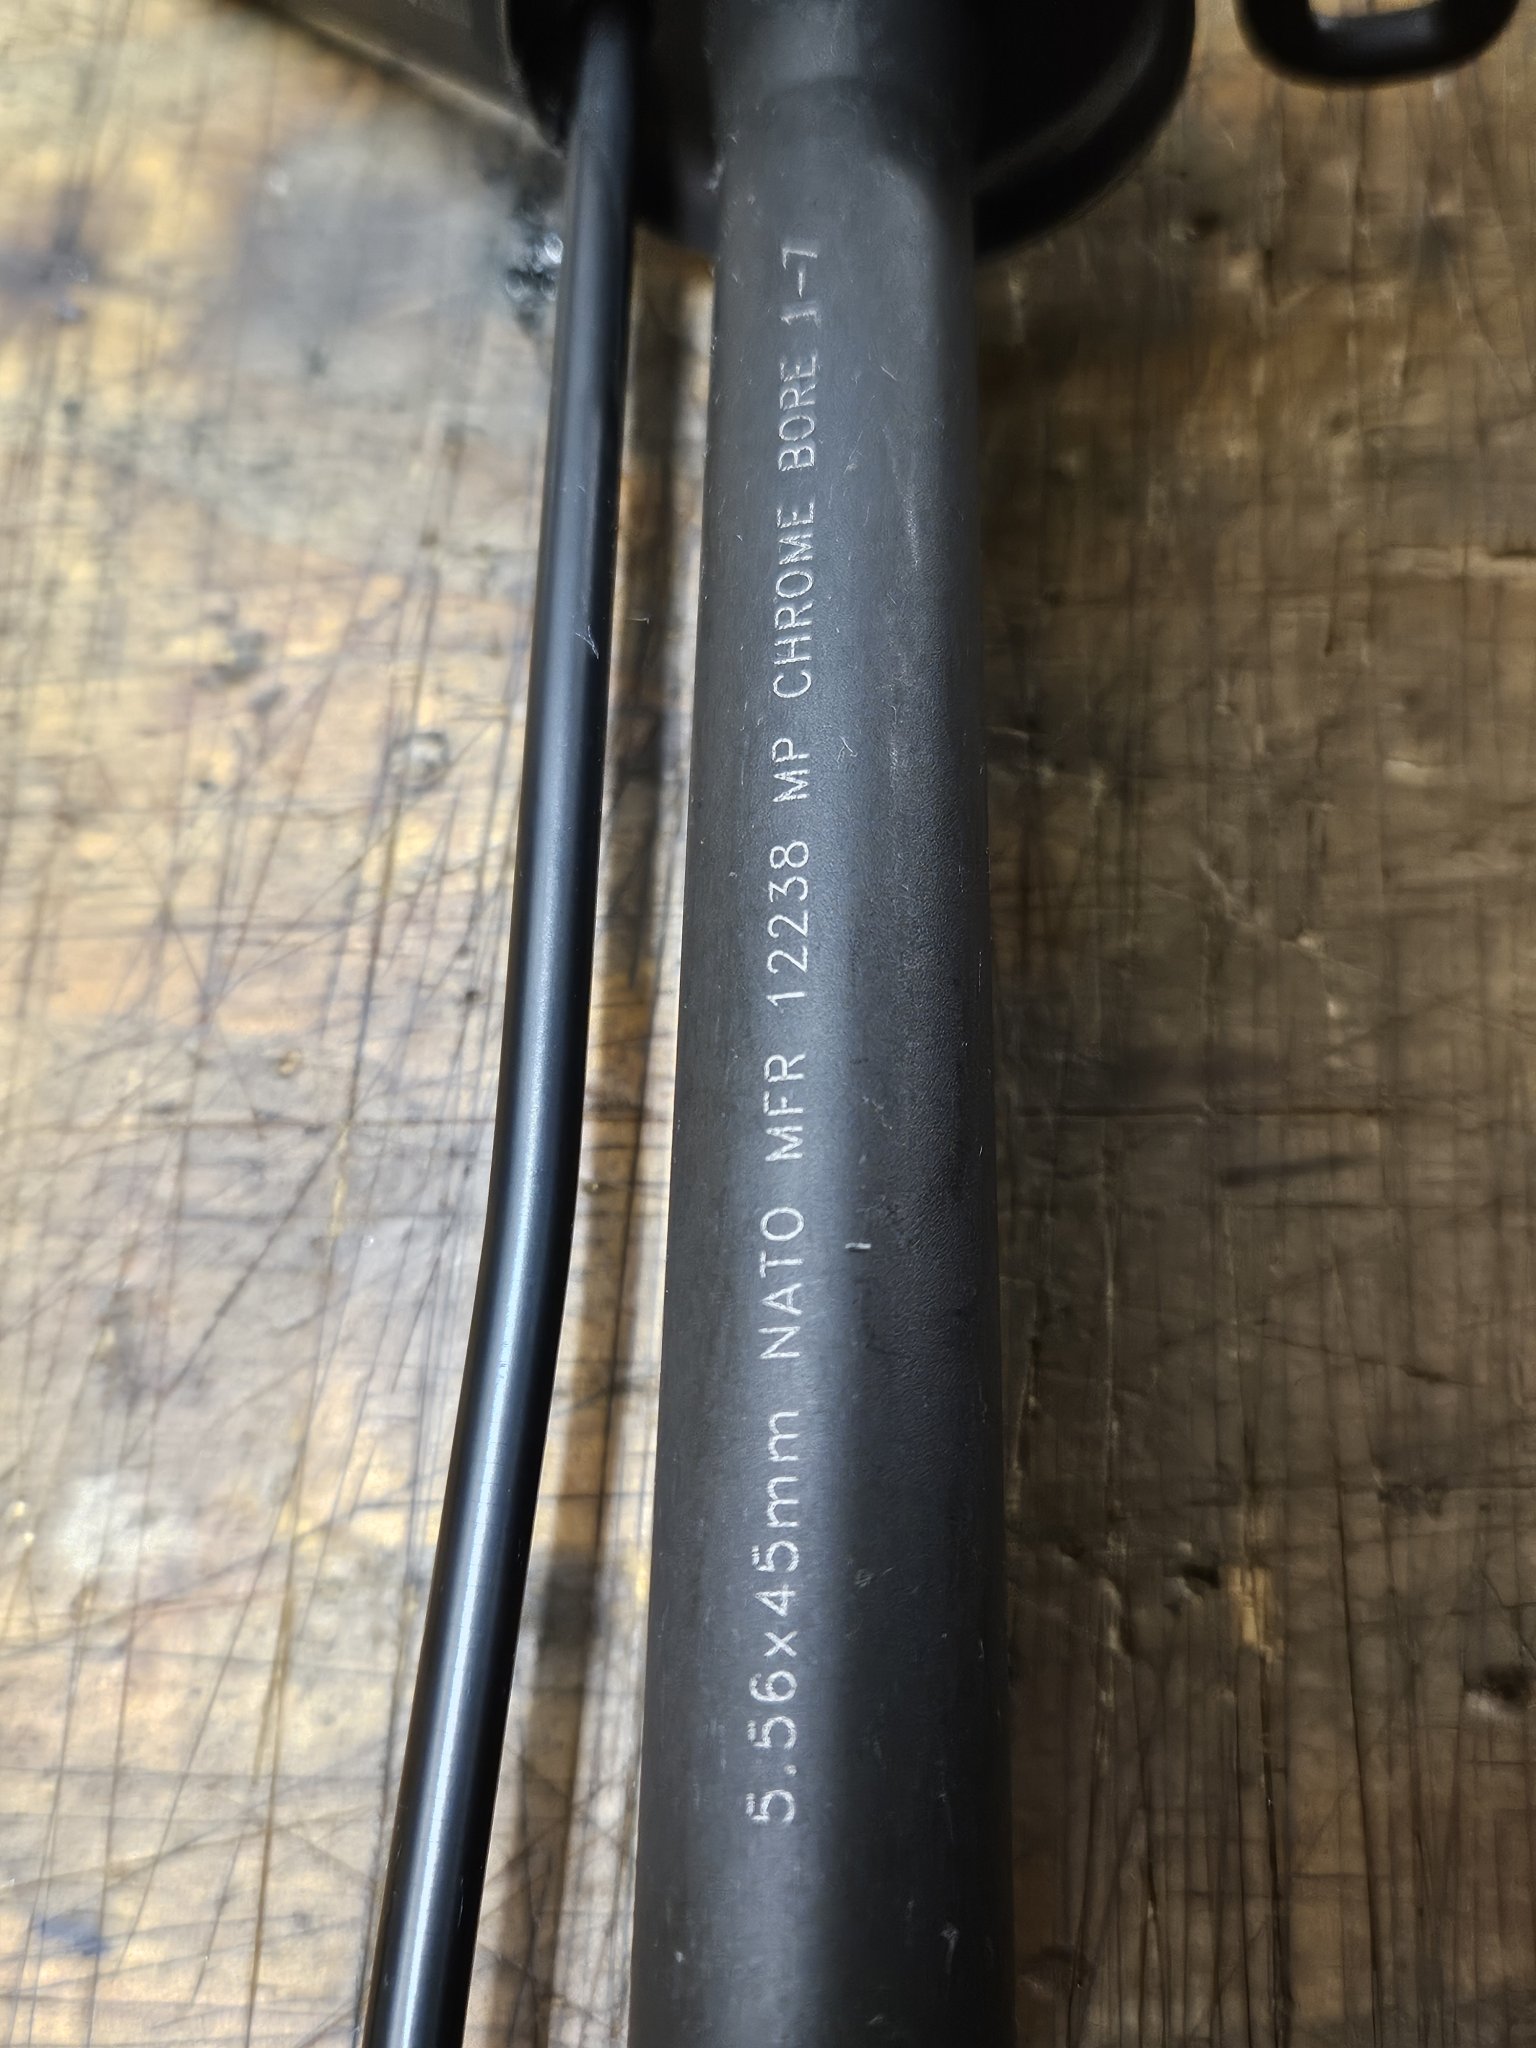 5.56x45mm NATO MFR 12238 MP CHROME BORE 1-7